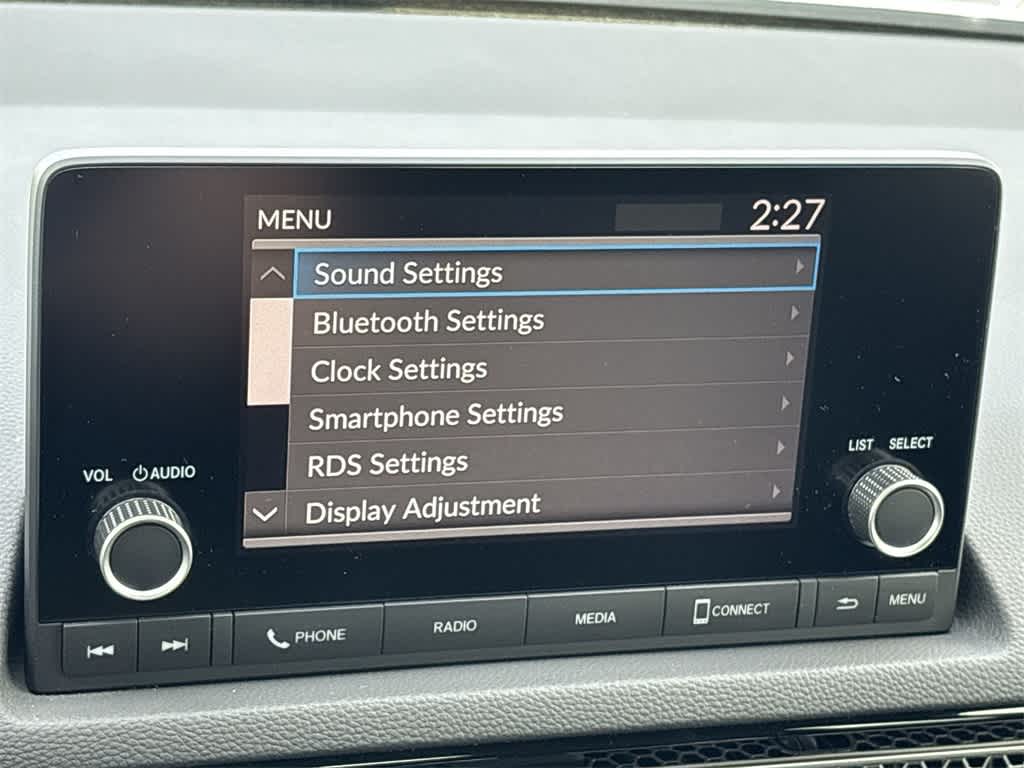 MENU 2:27
Sound Settings
Bluetooth Settings
Clock Settings
Smartphone Settings
RDS Settings
Display Adjustment
VOL AUDIO
LIST SELECT
PHONE RADIO MEDIA CONNECT MENU